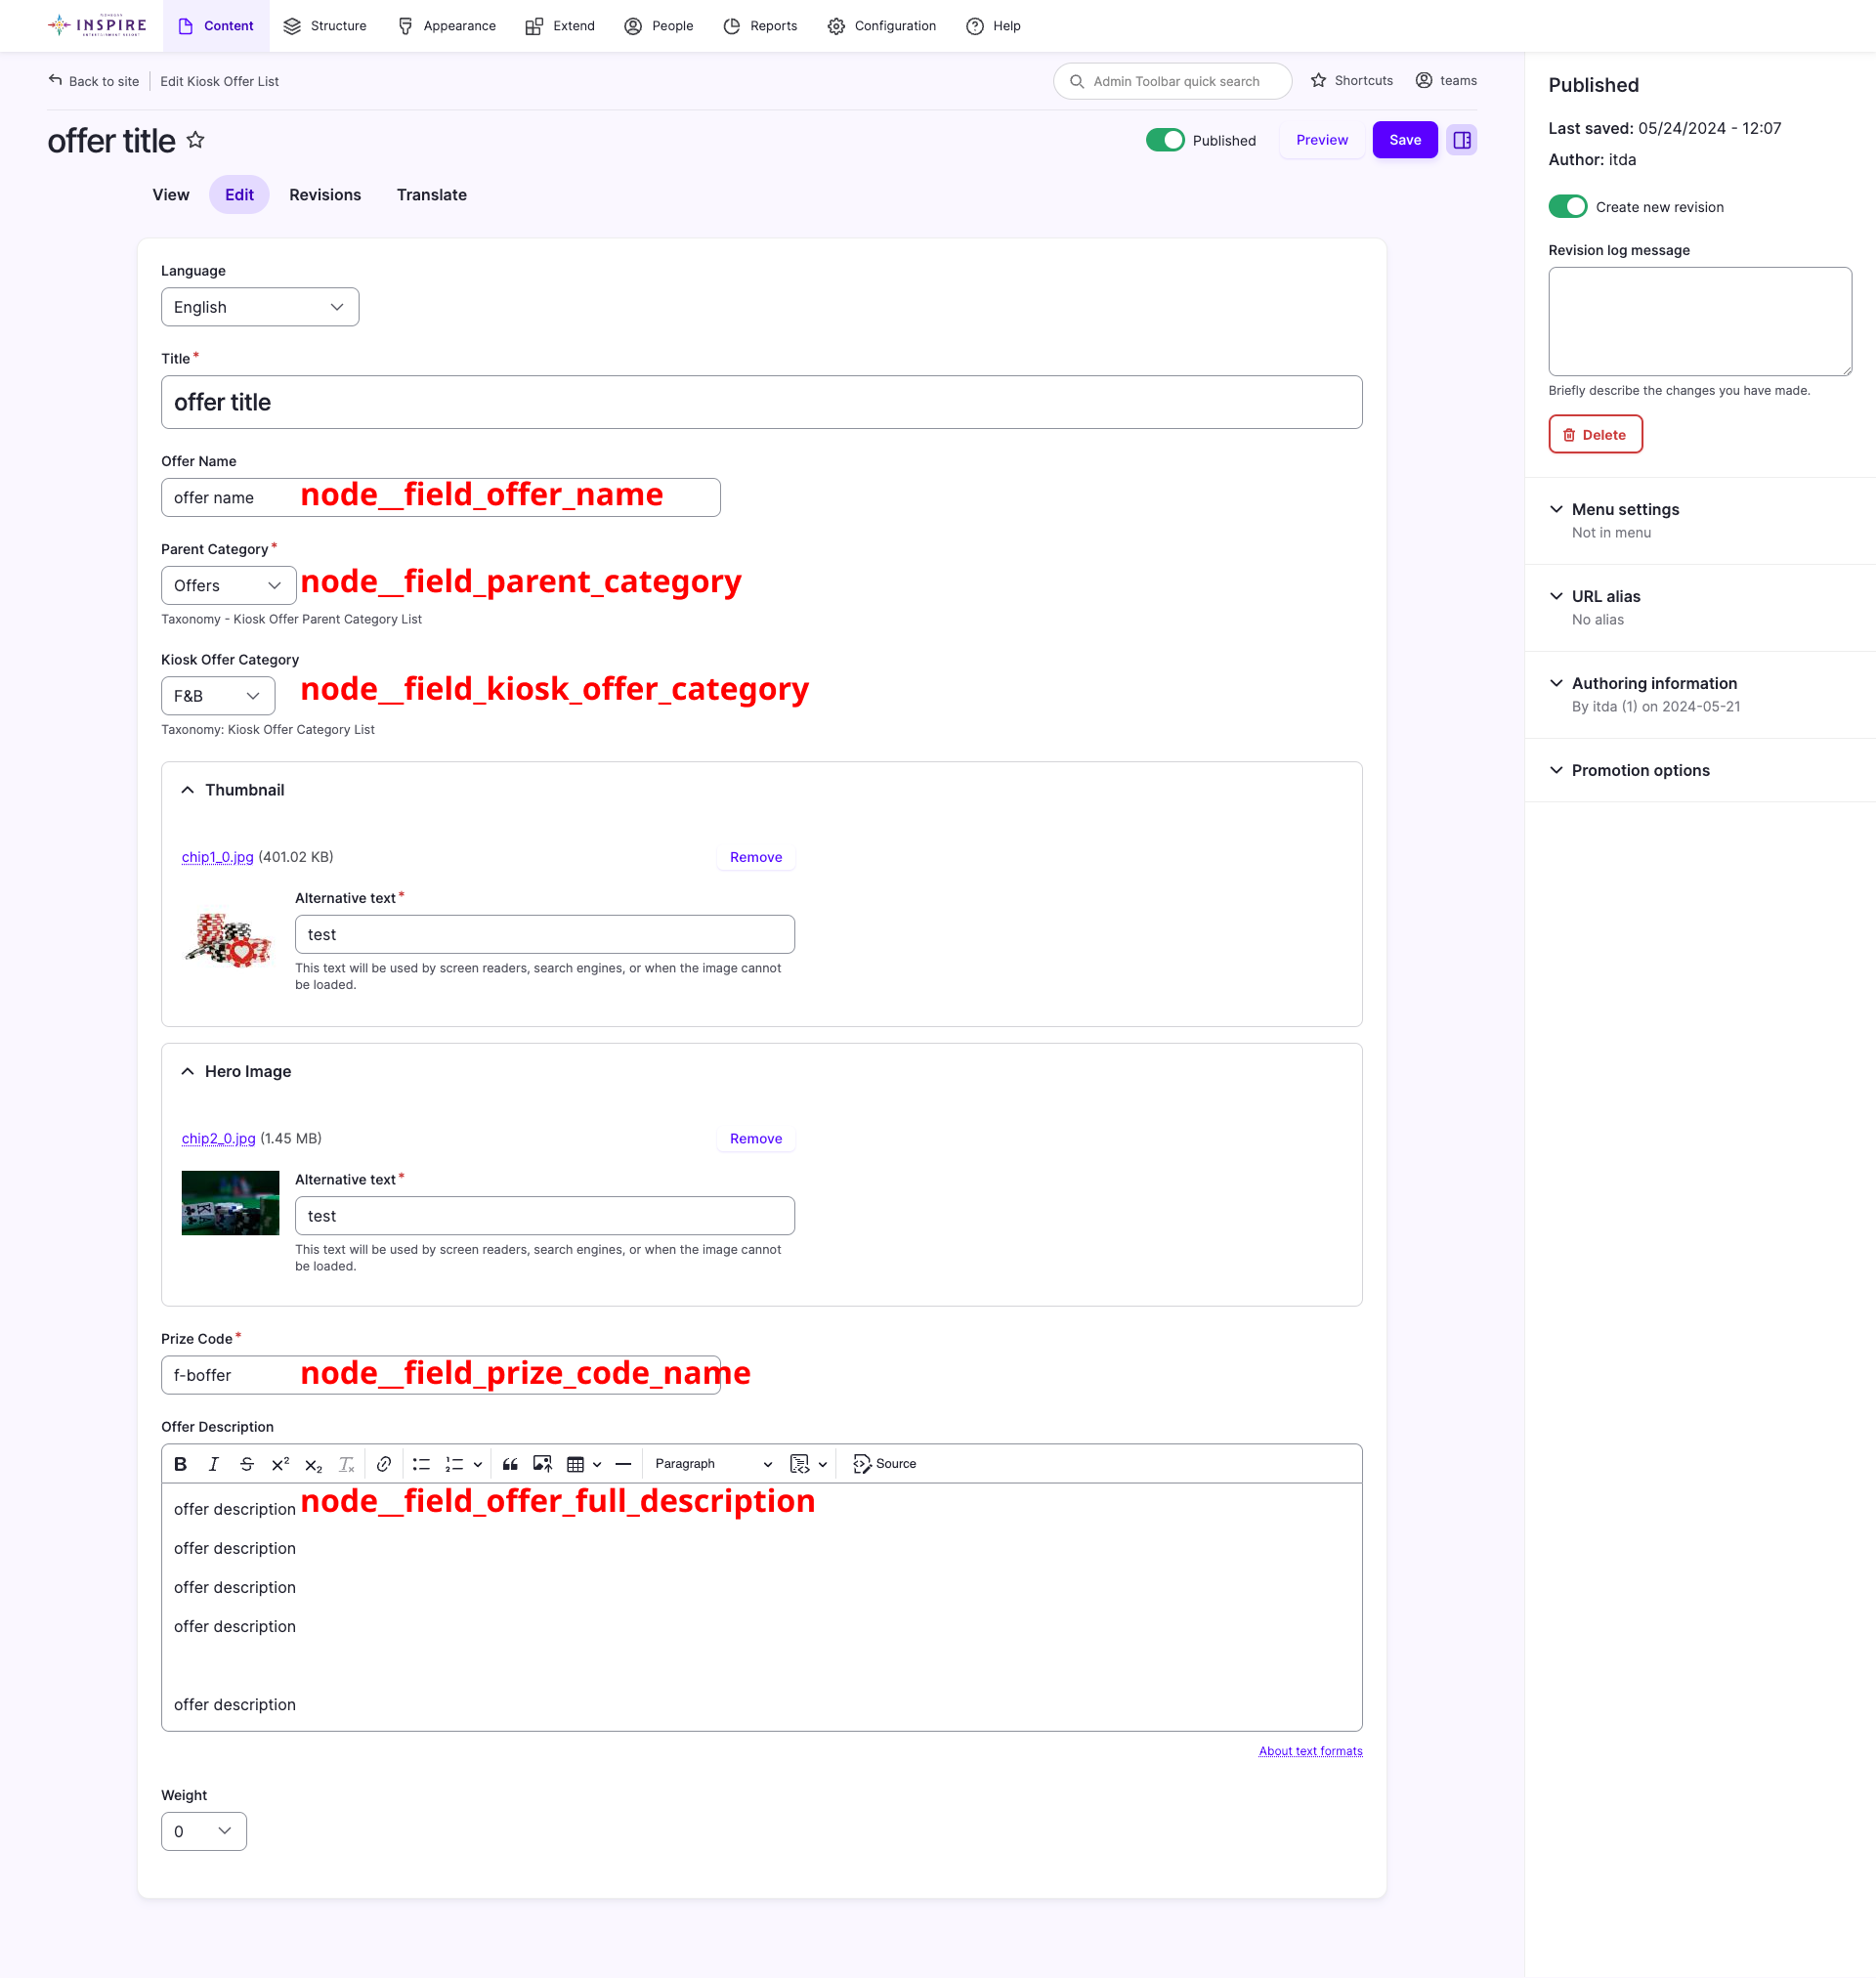 INSPIRE
Content
Structure
Appearance
Extend
People
Reports
Configuration
Help
Back to site
Edit Kiosk Offer List
Admin Toolbar quick search
Shortcuts
teams
offer title
Published
Preview
Save
View
Edit
Revisions
Translate
Language
English
Title*
offer title
Offer Name
offer name
node__field_offer_name
Parent Category*
Offers
node__field_parent_category
Taxonomy - Kiosk Offer Parent Category List
Kiosk Offer Category
F&B
node__field_kiosk_offer_category
Taxonomy: Kiosk Offer Category List
Thumbnail
chip1_0.jpg (401.02 KB)
Remove
Alternative text*
test
This text will be used by screen readers, search engines, or when the image cannot
be loaded.
Hero Image
chip2_0.jpg (1.45 MB)
Remove
Alternative text*
test
This text will be used by screen readers, search engines, or when the image cannot
be loaded.
Prize Code*
f-boffer
node__field_prize_code_name
Offer Description
Paragraph
Source
offer description
node__field_offer_full_description
offer description
offer description
offer description
offer description
About text formats
Weight
0
Published
Last saved: 05/24/2024 - 12:07
Author: itda
Create new revision
Revision log message
Briefly describe the changes you have made.
Delete
Menu settings
Not in menu
URL alias
No alias
Authoring information
By itda (1) on 2024-05-21
Promotion options